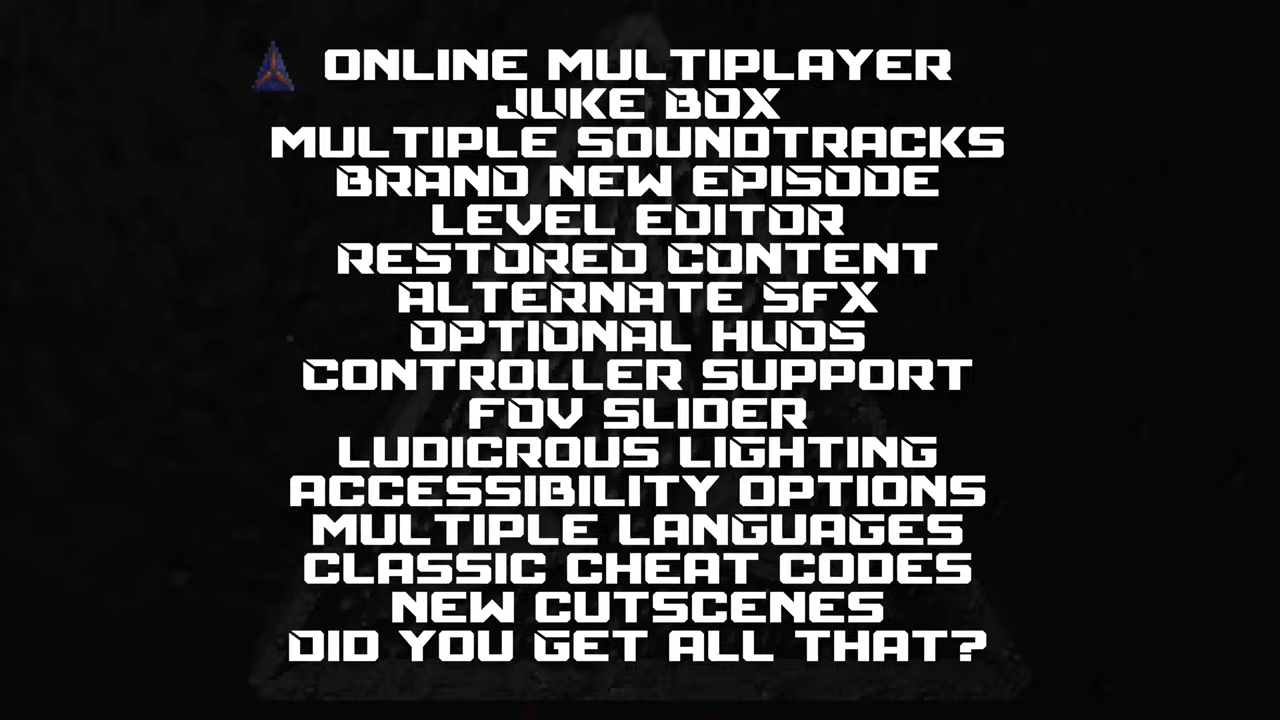 ONLINE MULTIPLAYER
JUKE BOX
MULTIPLE SOUNDTRACKS
BRAND NEW EPISODE
LEVEL EDITOR
RESTORED CONTENT
ALTERNATE SFX
OPTIONAL HUDS
CONTROLLER SUPPORT
FOV SLIDER
LUDICROUS LIGHTING
ACCESSIBILITY OPTIONS
MULTIPLE LANGUAGES
CLASSIC CHEAT CODES
NEW CUTSCENES
DID YOU GET ALL THAT?